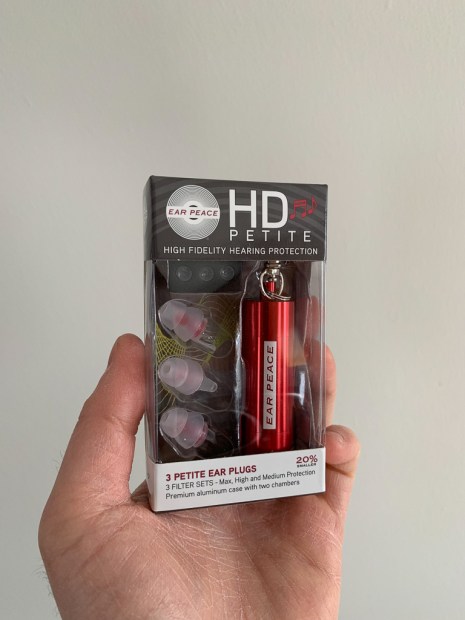 EAR PEACE
HD
PETITE
HIGH FIDELITY HEARING PROTECTION
EAR PEACE
3 PETITE EAR PLUGS
3 FILTER SETS - Max, High and Medium Protection
Premium aluminum case with two chambers
20%
SMALLER